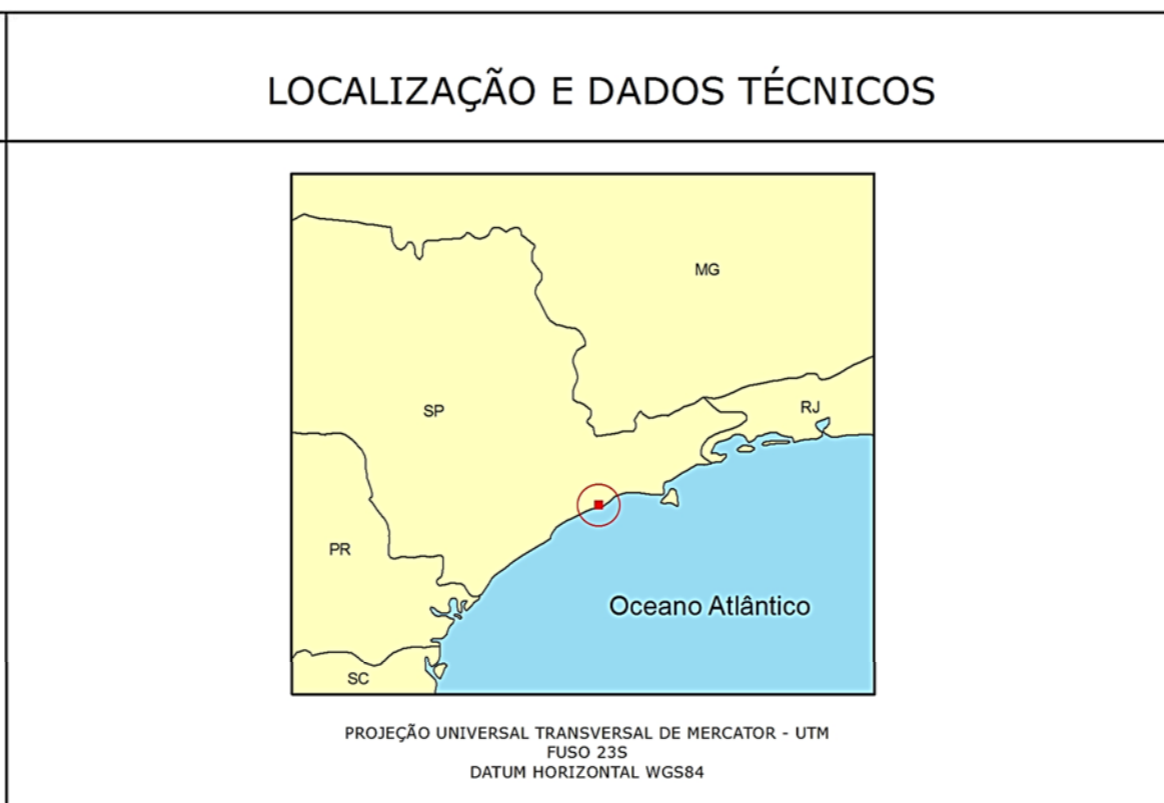 LOCALIZAÇÃO E DADOS TÉCNICOS
MG
SP
RJ
PR
Oceano Atlântico
SC
PROJEÇÃO UNIVERSAL TRANSVERSAL DE MERCATOR - UTM
FUSO 23S
DATUM HORIZONTAL WGS84